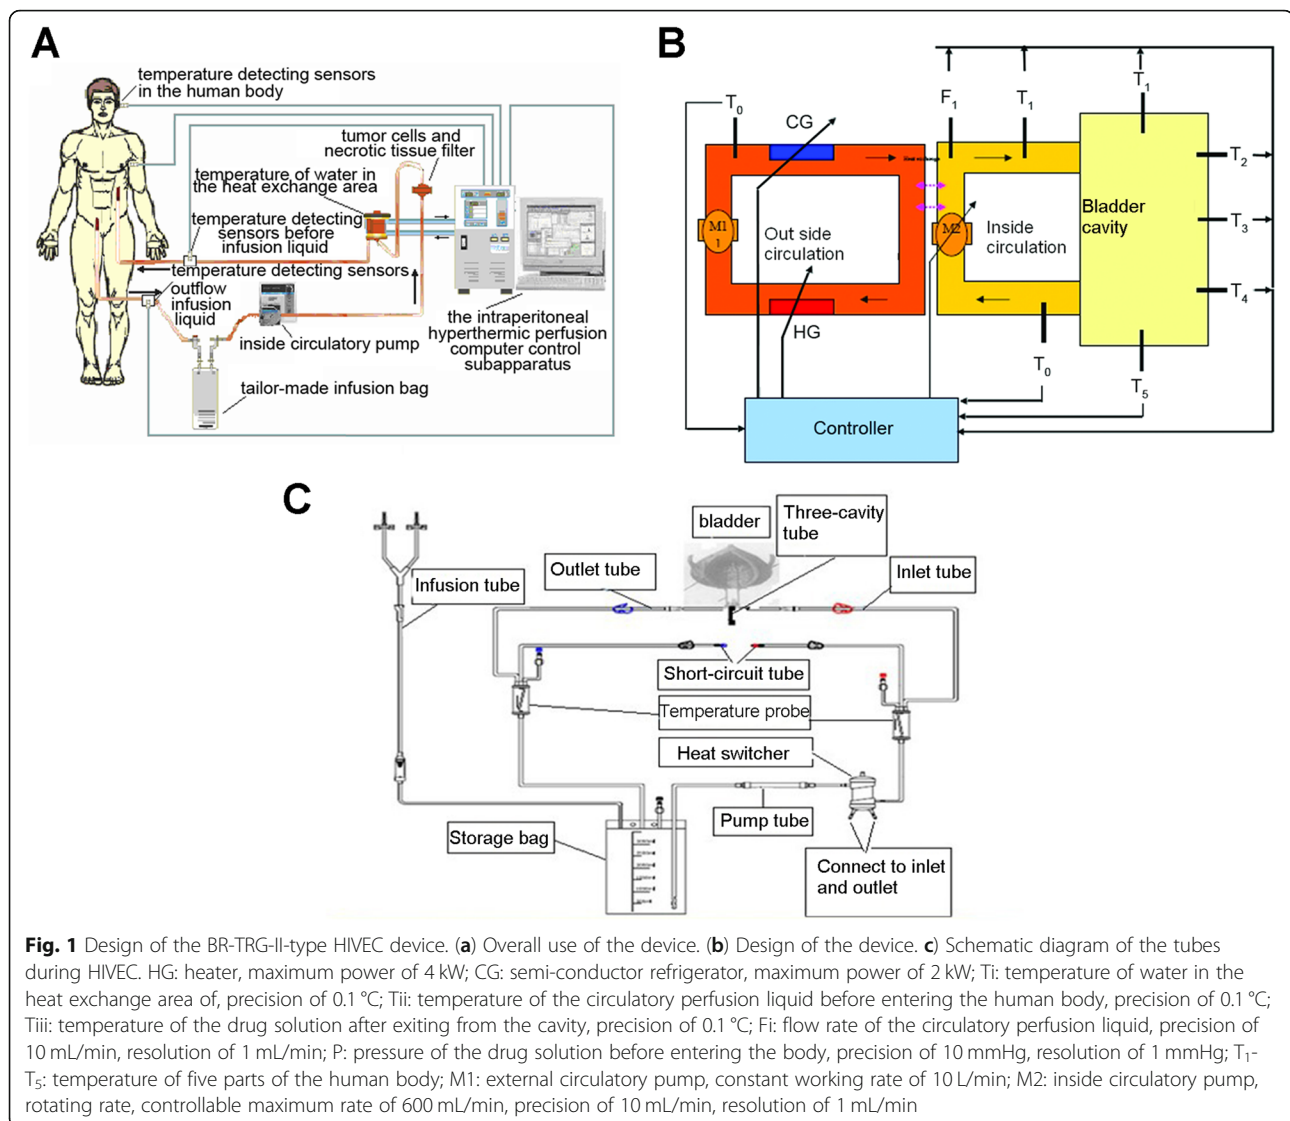 A
temperature detecting sensors
in the human body
tumor cells and
necrotic tissue filter
temperature of water in
the heat exchange area
temperature detecting
sensors before
infusion liquid
temperature detecting sensors
outflow
infusion
liquid
inside circulatory pump
the intraperitoneal
hyperthermic perfusion
computer control
subapparatus
tailor-made infusion bag
B
T0
CG
F1
T1
T1
Heat exchange
T2
M1
1
Out side
circulation
M2
Inside
circulation
Bladder
cavity
T3
T4
HG
T0
T5
Controller
C
bladder
Three-cavity
tube
Infusion tube
Outlet tube
Inlet tube
Short-circuit tube
Temperature probe
Heat switcher
Pump tube
Storage bag
Connect to inlet
and outlet
Fig. 1 Design of the BR-TRG-II-type HIVEC device. (a) Overall use of the device. (b) Design of the device. c) Schematic diagram of the tubes
during HIVEC. HG: heater, maximum power of 4 kW; CG: semi-conductor refrigerator, maximum power of 2 kW; Ti: temperature of water in the
heat exchange area of, precision of 0.1 °C; Tii: temperature of the circulatory perfusion liquid before entering the human body, precision of 0.1 °C;
Tiii: temperature of the drug solution after exiting from the cavity, precision of 0.1 °C; Fi: flow rate of the circulatory perfusion liquid, precision of
10 mL/min, resolution of 1 mL/min; P: pressure of the drug solution before entering the body, precision of 10 mmHg, resolution of 1 mmHg; T1-
T5: temperature of five parts of the human body; M1: external circulatory pump, constant working rate of 10 L/min; M2: inside circulatory pump,
rotating rate, controllable maximum rate of 600 mL/min, precision of 10 mL/min, resolution of 1 mL/min